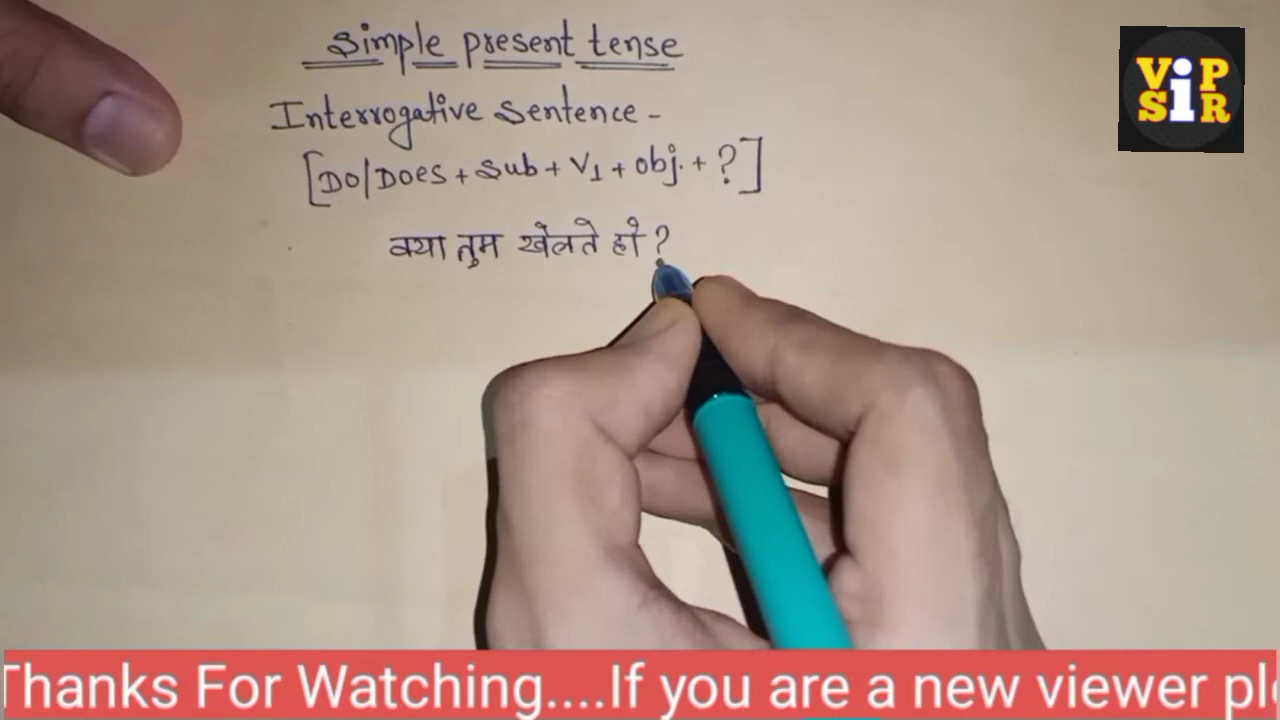 Simple present tense
Interrogative Sentence -
[Do/Does + Sub + V1 + obj. + ?]
क्या तुम खेलते हो ?
ViP
SiR
Thanks For Watching....If you are a new viewer ple